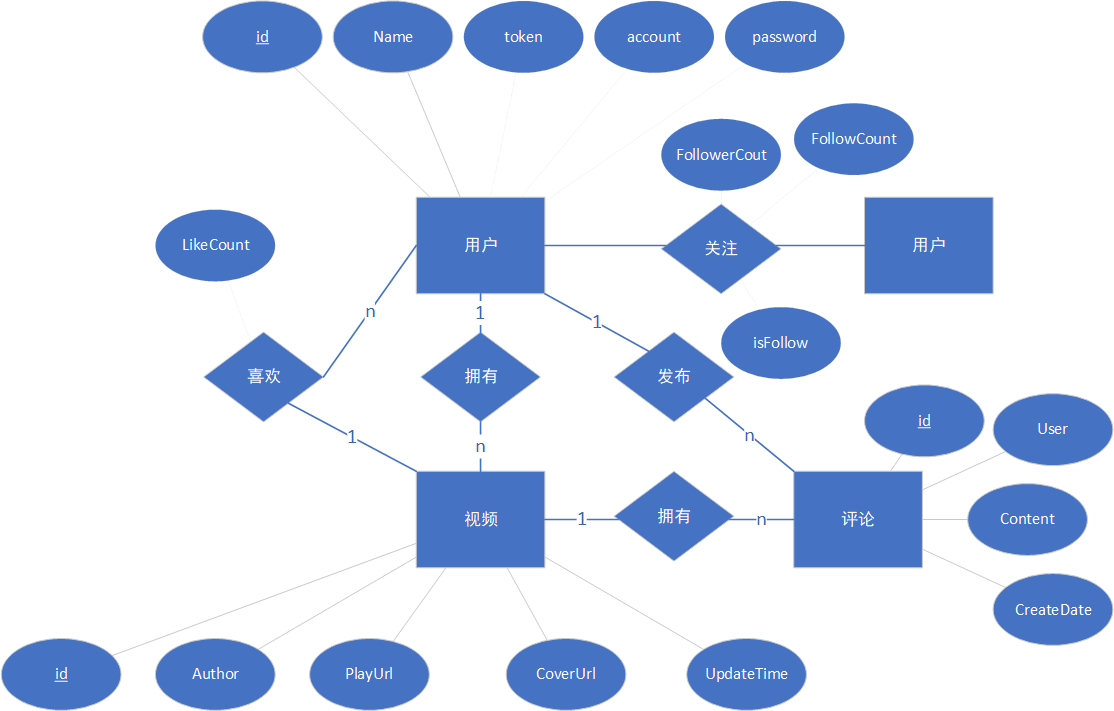 id
Name
token
account
password
FollowerCout
FollowCount
LikeCount
用户
关注
用户
n
1
1
isFollow
喜欢
拥有
发布
id
User
1
n
n
视频
1
拥有
n
评论
Content
CreateDate
id
Author
PlayUrl
CoverUrl
UpdateTime